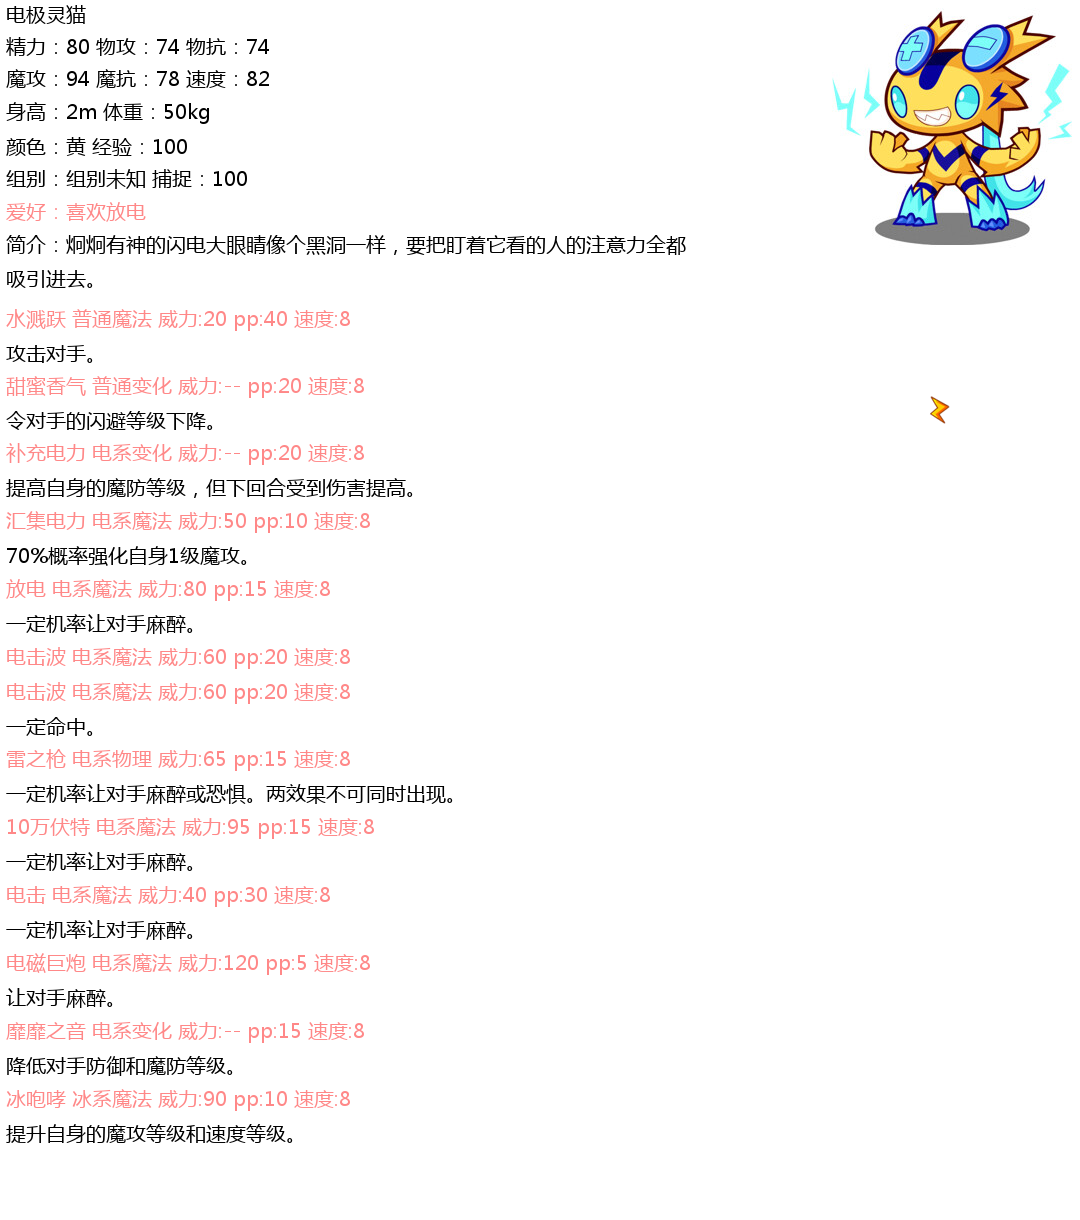 电极灵猫
精力：80 物攻：74 物抗：74
魔攻：94 魔抗：78 速度：82
身高：2m 体重：50kg
颜色：黄 经验：100
组别：组别未知 捕捉：100
爱好：喜欢放电
简介：炯炯有神的闪电大眼睛像个黑洞一样，要把盯着它看的人的注意力全都
吸引进去。
水溅跃 普通魔法 威力:20 pp:40 速度:8
攻击对手。
甜蜜香气 普通变化 威力:-- pp:20 速度:8
令对手的闪避等级下降。
补充电力 电系变化 威力:-- pp:20 速度:8
提高自身的魔防等级，但下回合受到伤害提高。
汇集电力 电系魔法 威力:50 pp:10 速度:8
70%概率强化自身1级魔攻。
放电 电系魔法 威力:80 pp:15 速度:8
一定机率让对手麻醉。
电击波 电系魔法 威力:60 pp:20 速度:8
电击波 电系魔法 威力:60 pp:20 速度:8
一定命中。
雷之枪 电系物理 威力:65 pp:15 速度:8
一定机率让对手麻醉或恐惧。两效果不可同时出现。
10万伏特 电系魔法 威力:95 pp:15 速度:8
一定机率让对手麻醉。
电击 电系魔法 威力:40 pp:30 速度:8
一定机率让对手麻醉。
电磁巨炮 电系魔法 威力:120 pp:5 速度:8
让对手麻醉。
靡靡之音 电系变化 威力:-- pp:15 速度:8
降低对手防御和魔防等级。
冰咆哮 冰系魔法 威力:90 pp:10 速度:8
提升自身的魔攻等级和速度等级。